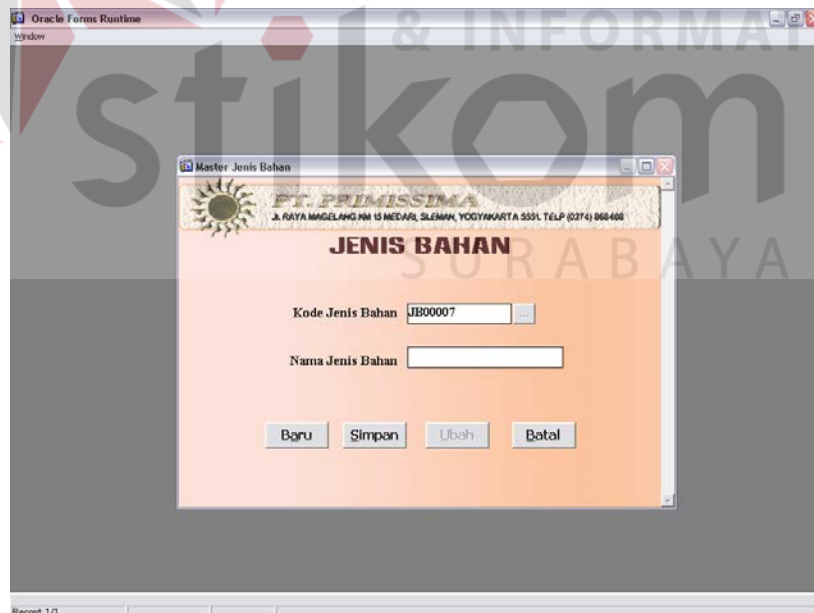 Oracle Forms Runtime
Window
& INFORMAT
stikom
SURABAYA
Master Jenis Bahan
PT. PRIMISSIMA
JL. RAYA MAGELANG KM 15 MEDARI, SLEMAN, YOGYAKARTA 5551. TELP (0274) 868408
JENIS BAHAN
Kode Jenis Bahan JB00007 ...
Nama Jenis Bahan
Baru Simpan Ubah Batal
Record: 1/1